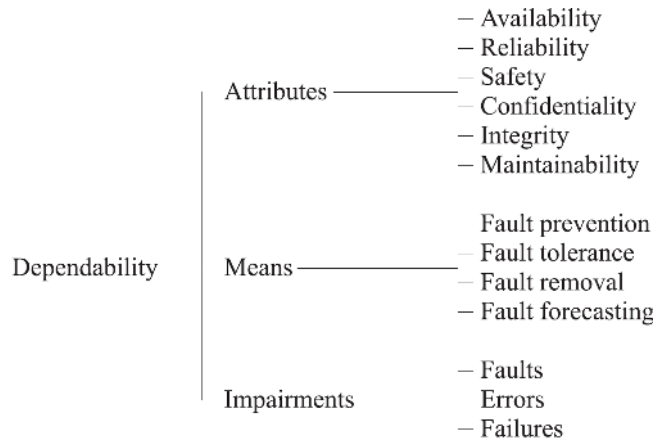 Availability
Reliability
Safety
Attributes
Confidentiality
Integrity
Maintainability
Fault prevention
Fault tolerance
Dependability
Means
Fault removal
Fault forecasting
Faults
Impairments
Errors
Failures